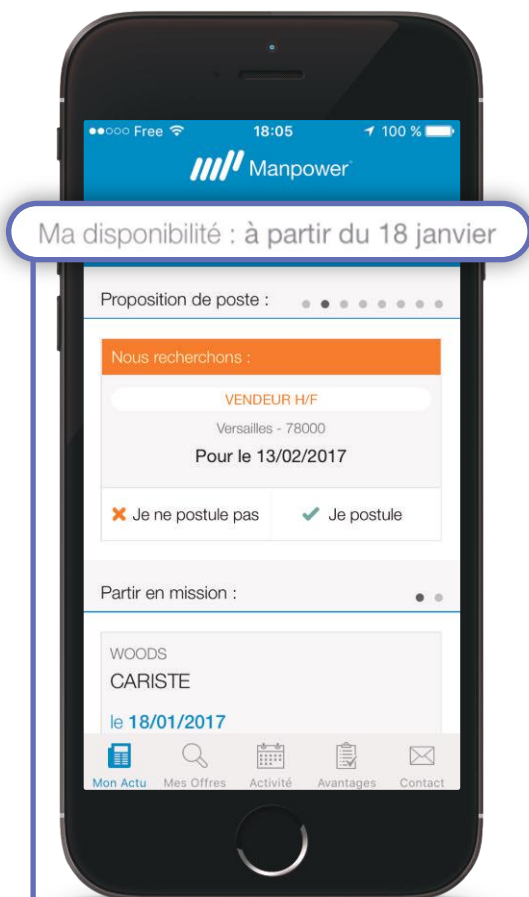 Free 18:05 100 %
Manpower
Ma disponibilité : à partir du 18 janvier
Proposition de poste :
Nous recherchons :
VENDEUR H/F
Versailles - 78000
Pour le 13/02/2017
Je ne postule pas Je postule
Partir en mission :
WOODS
CARISTE
le 18/01/2017
Mon Actu Mes Offres Activité Avantages Contact